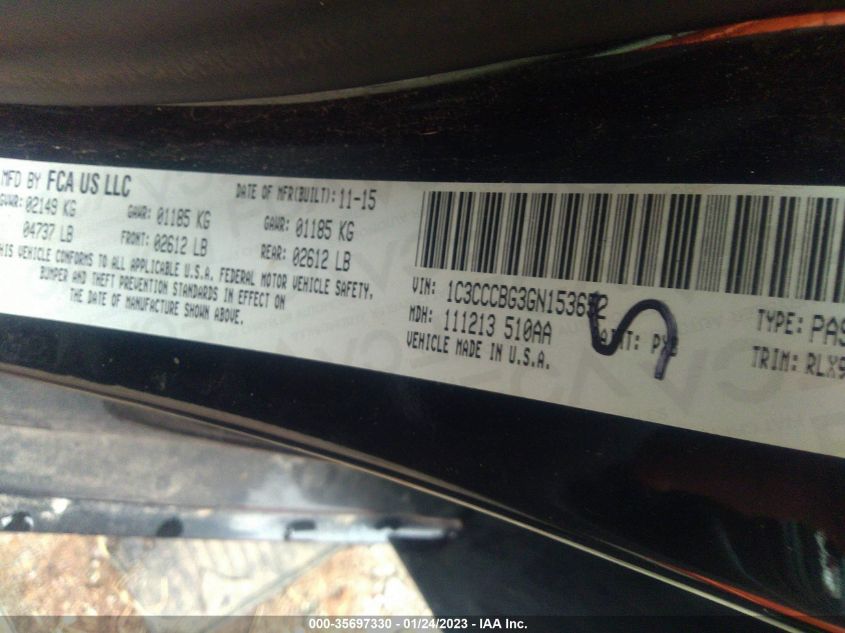 MFD BY FCA US LLC DATE OF MFR(BUILT): 11-15
GVWR: 02149 KG GAWR: 01185 KG GAWR: 01185 KG
04737 LB FRONT: 02612 LB REAR: 02612 LB
THIS VEHICLE CONFORMS TO ALL APPLICABLE U.S.A. FEDERAL MOTOR VEHICLE SAFETY,
BUMPER AND THEFT PREVENTION STANDARDS IN EFFECT ON
THE DATE OF MANUFACTURE SHOWN ABOVE.
VIN: 1C3CCCBG3GN153652 TYPE: PAS
MDH: 111213 510AA PAINT: PX8 TRIM: RLX9
VEHICLE MADE IN U.S.A.
000-35697330 - 01/24/2023 - IAA Inc.